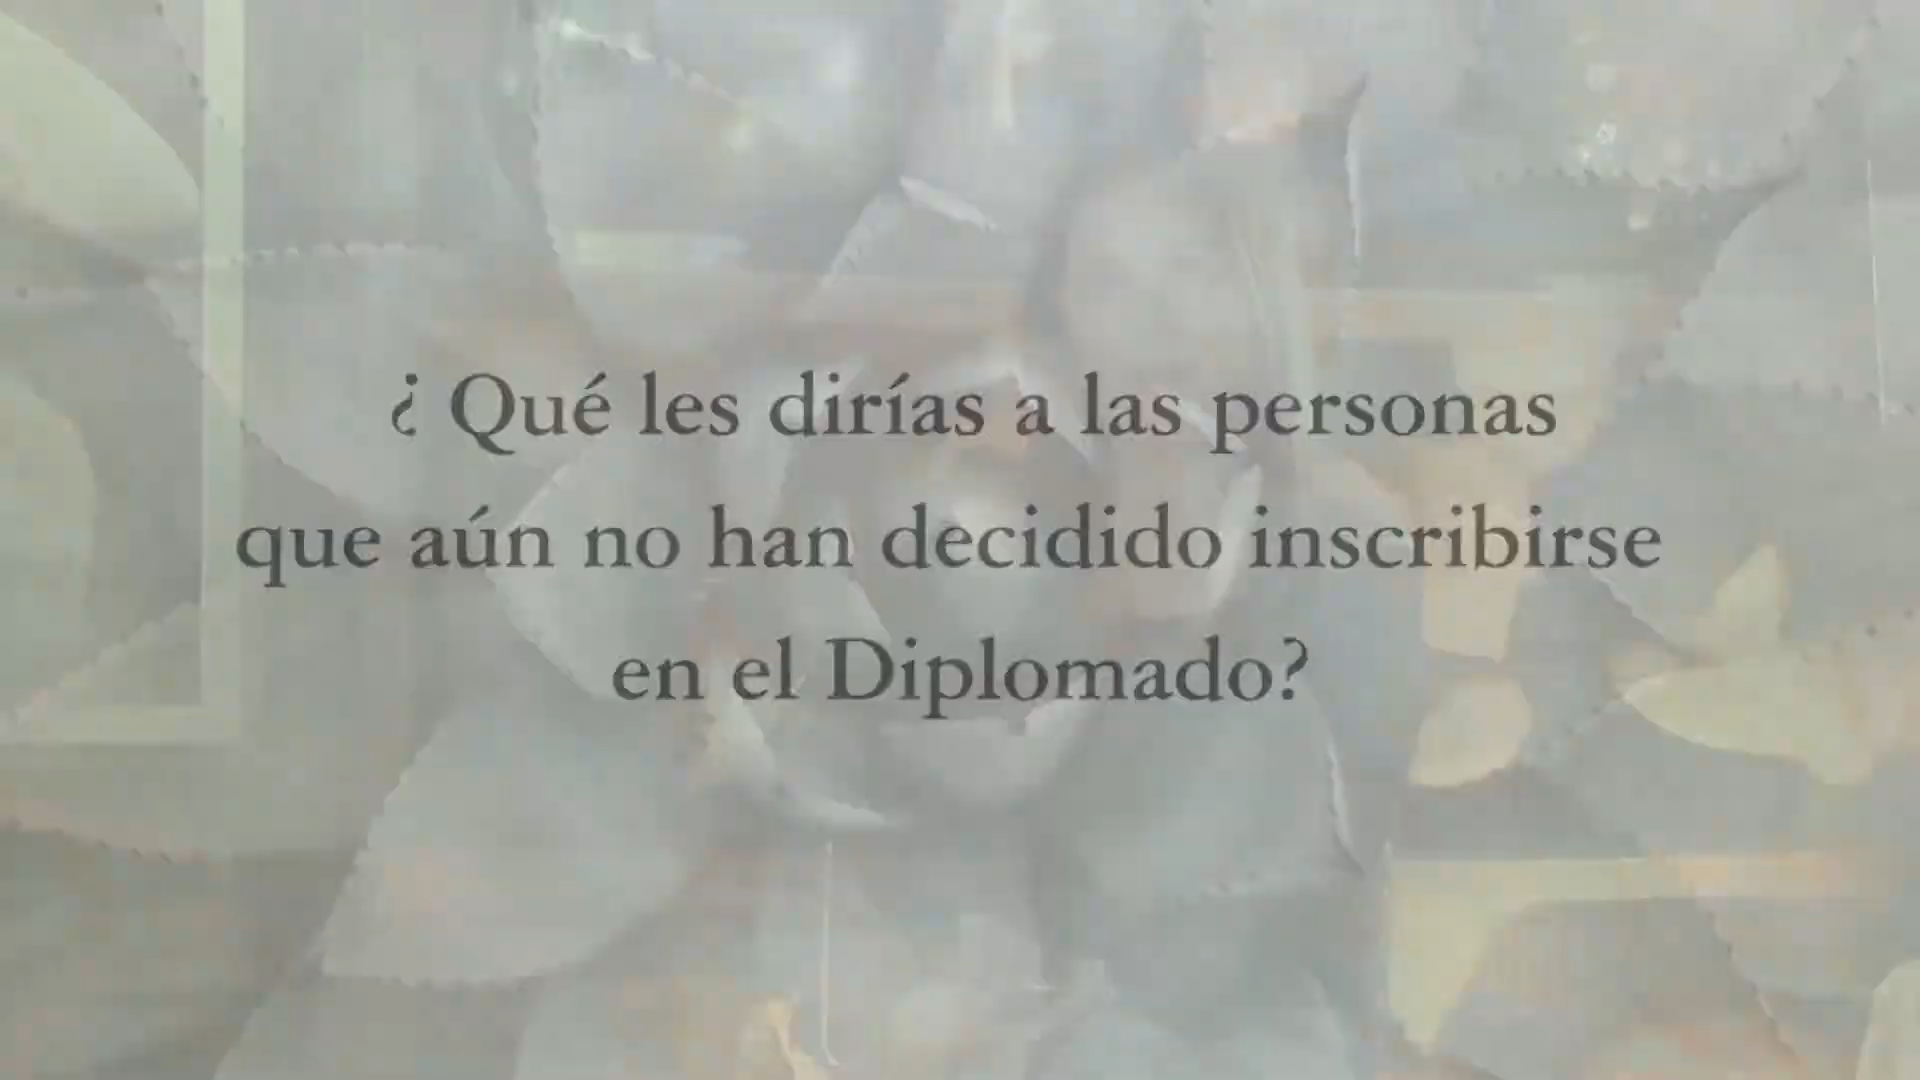 ¿ Qué les dirías a las personas
que aún no han decidido inscribirse
en el Diplomado?